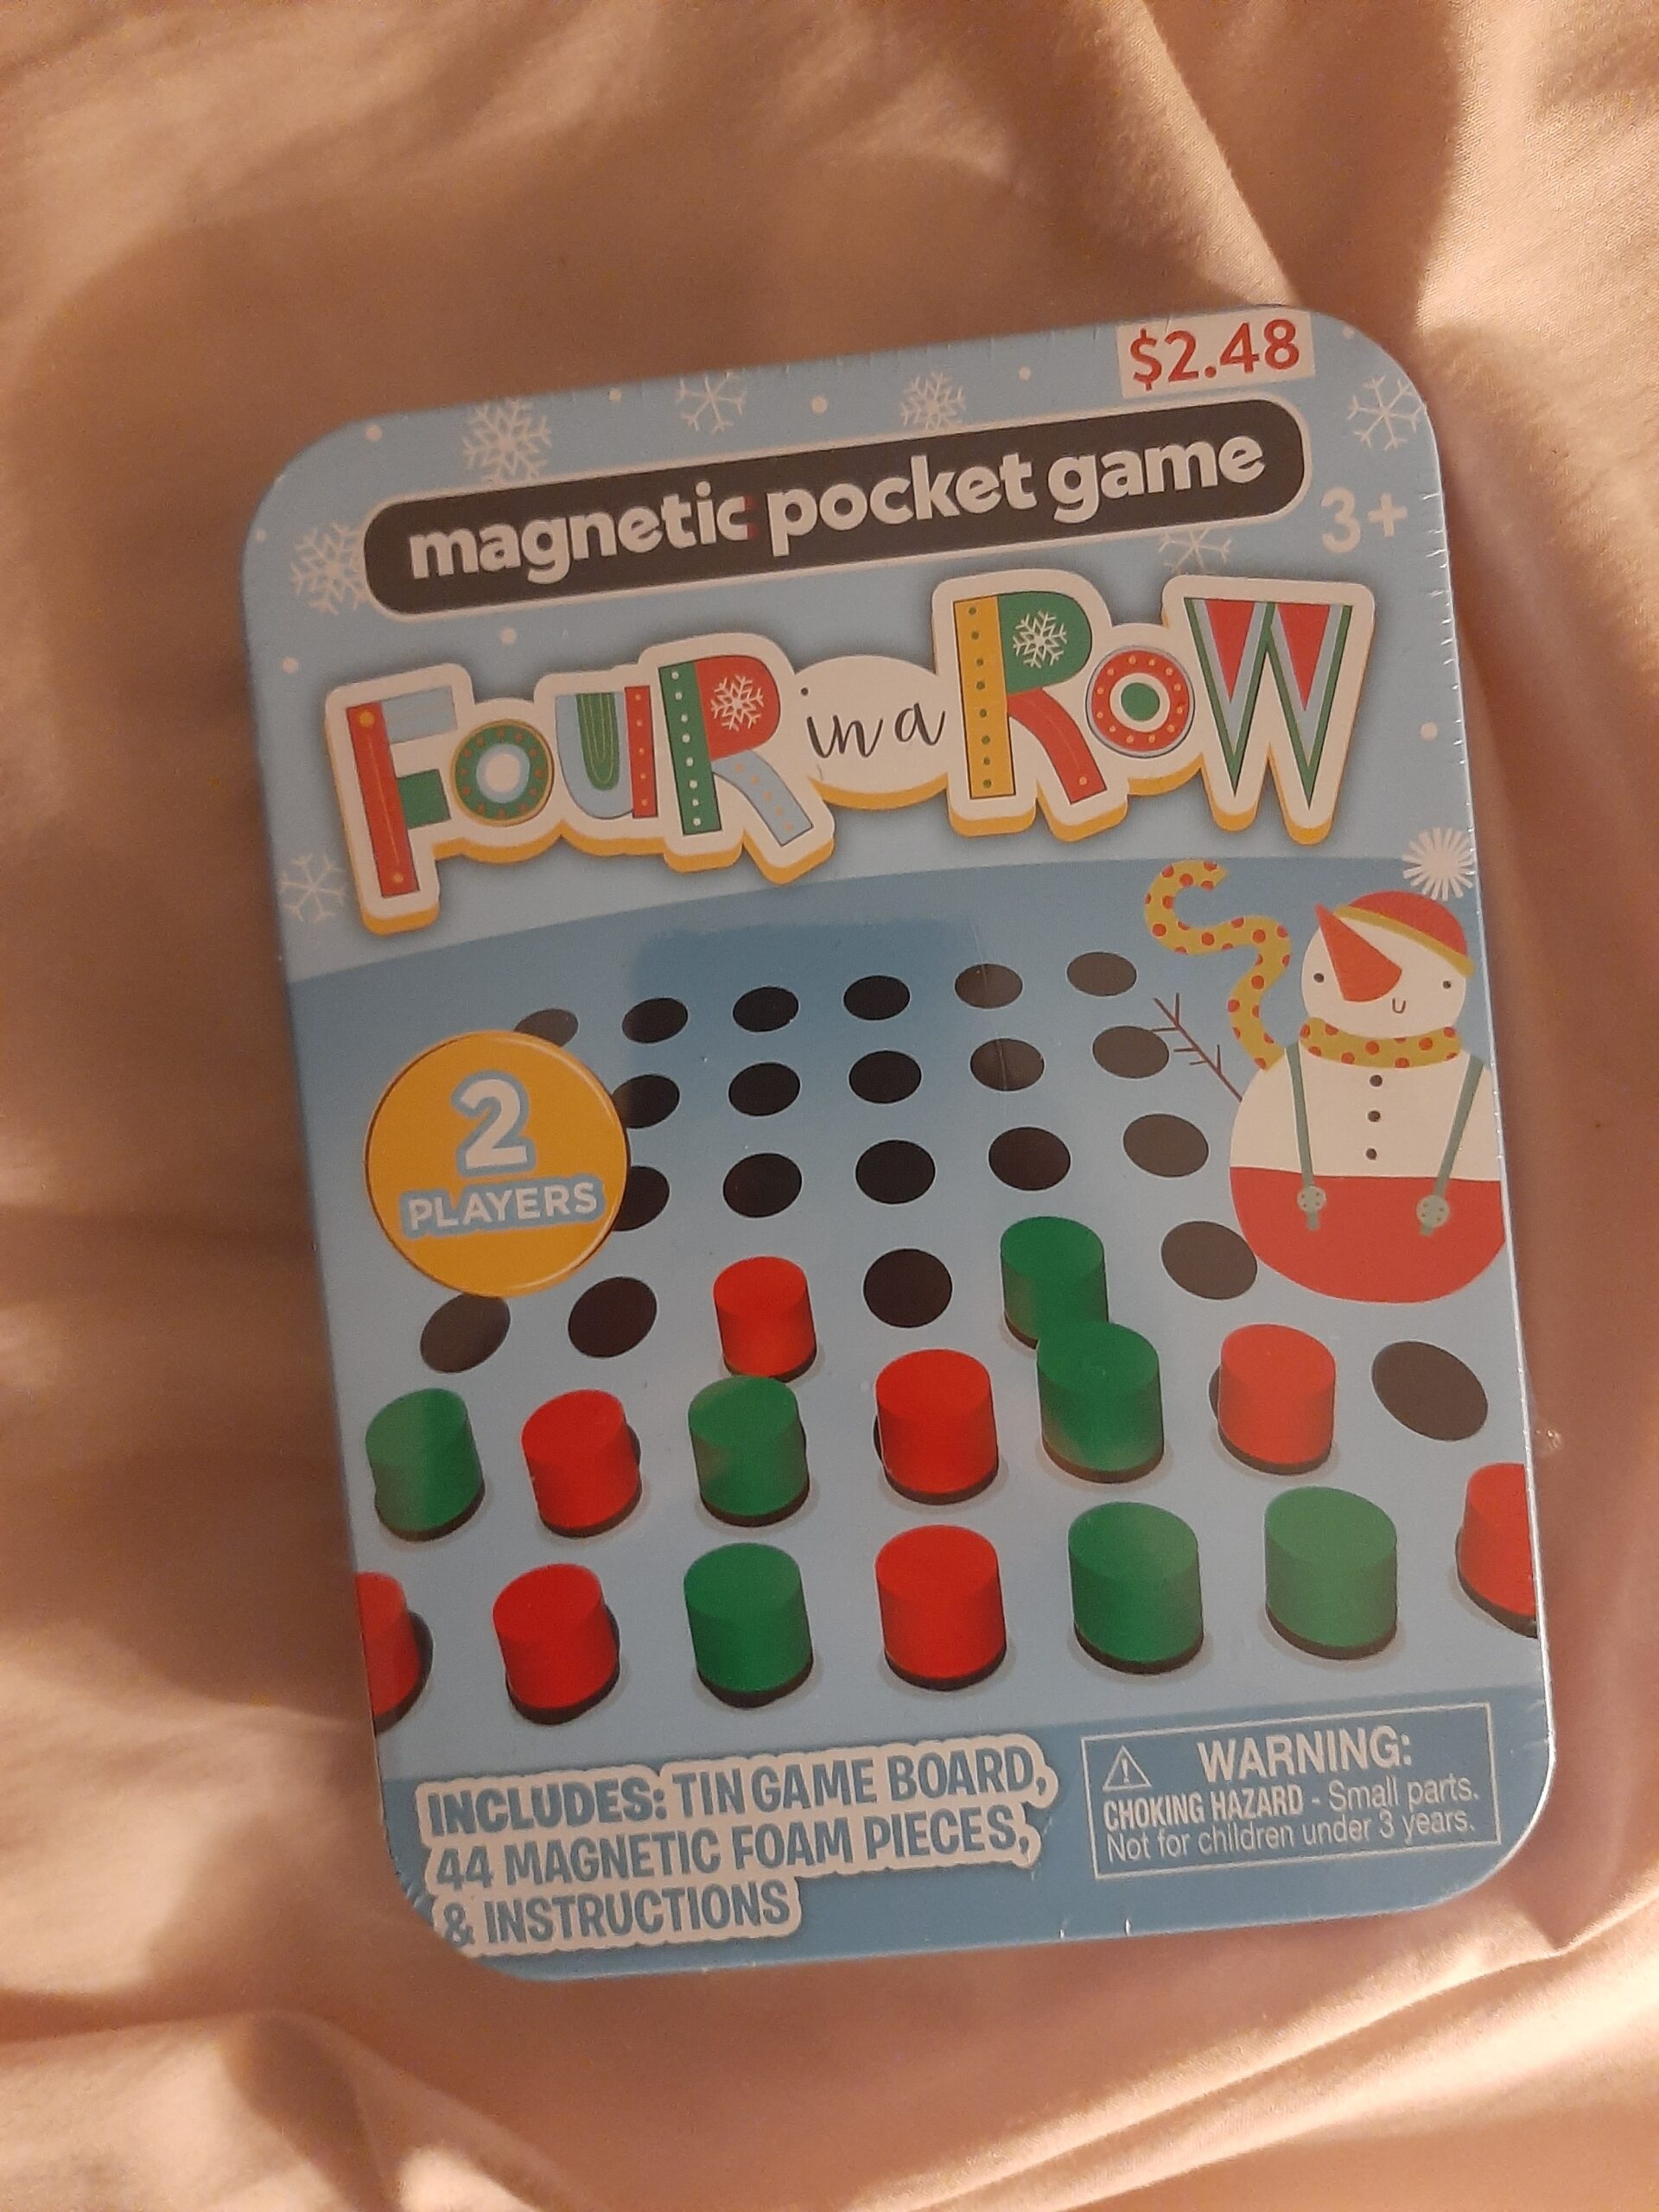 $2.48
magnetic pocket game
3+
FOUR in a ROW
2
PLAYERS
INCLUDES: TIN GAME BOARD,
44 MAGNETIC FOAM PIECES,
& INSTRUCTIONS
WARNING:
CHOKING HAZARD - Small parts.
Not for children under 3 years.